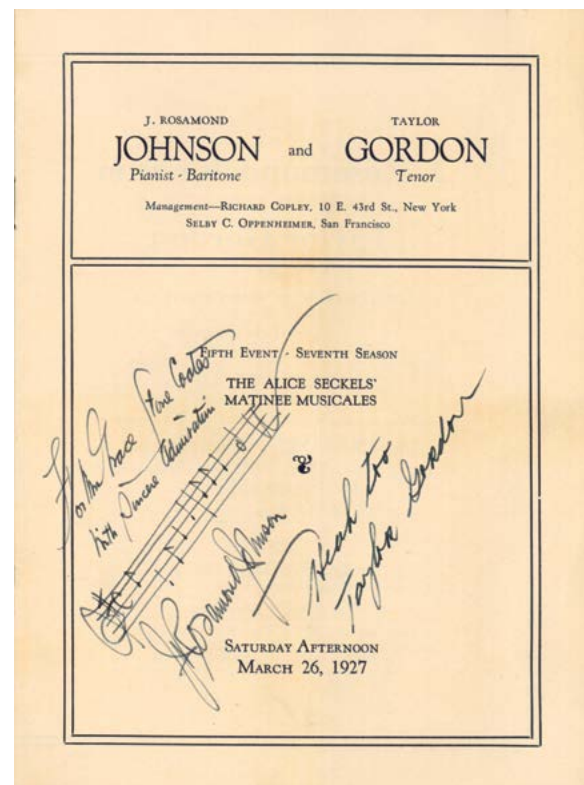 J. ROSAMOND
JOHNSON
Pianist - Baritone
and
TAYLOR
GORDON
Tenor
Management—RICHARD COPLEY, 10 E. 43rd St., New York
SELBY C. OPPENHEIMER, San Francisco
FIFTH EVENT - SEVENTH SEASON
THE ALICE SECKELS'
MATINEE MUSICALES
For Mrs Grace Stone Coates
With Sincere Admiration
J Rosamond Johnson
Heah too
Taylor Gordon
SATURDAY AFTERNOON
MARCH 26, 1927